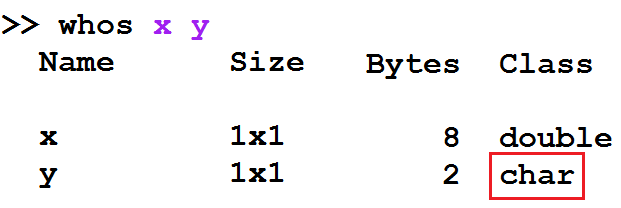 >> whos x y
Name Size Bytes Class
x 1x1 8 double
y 1x1 2 char